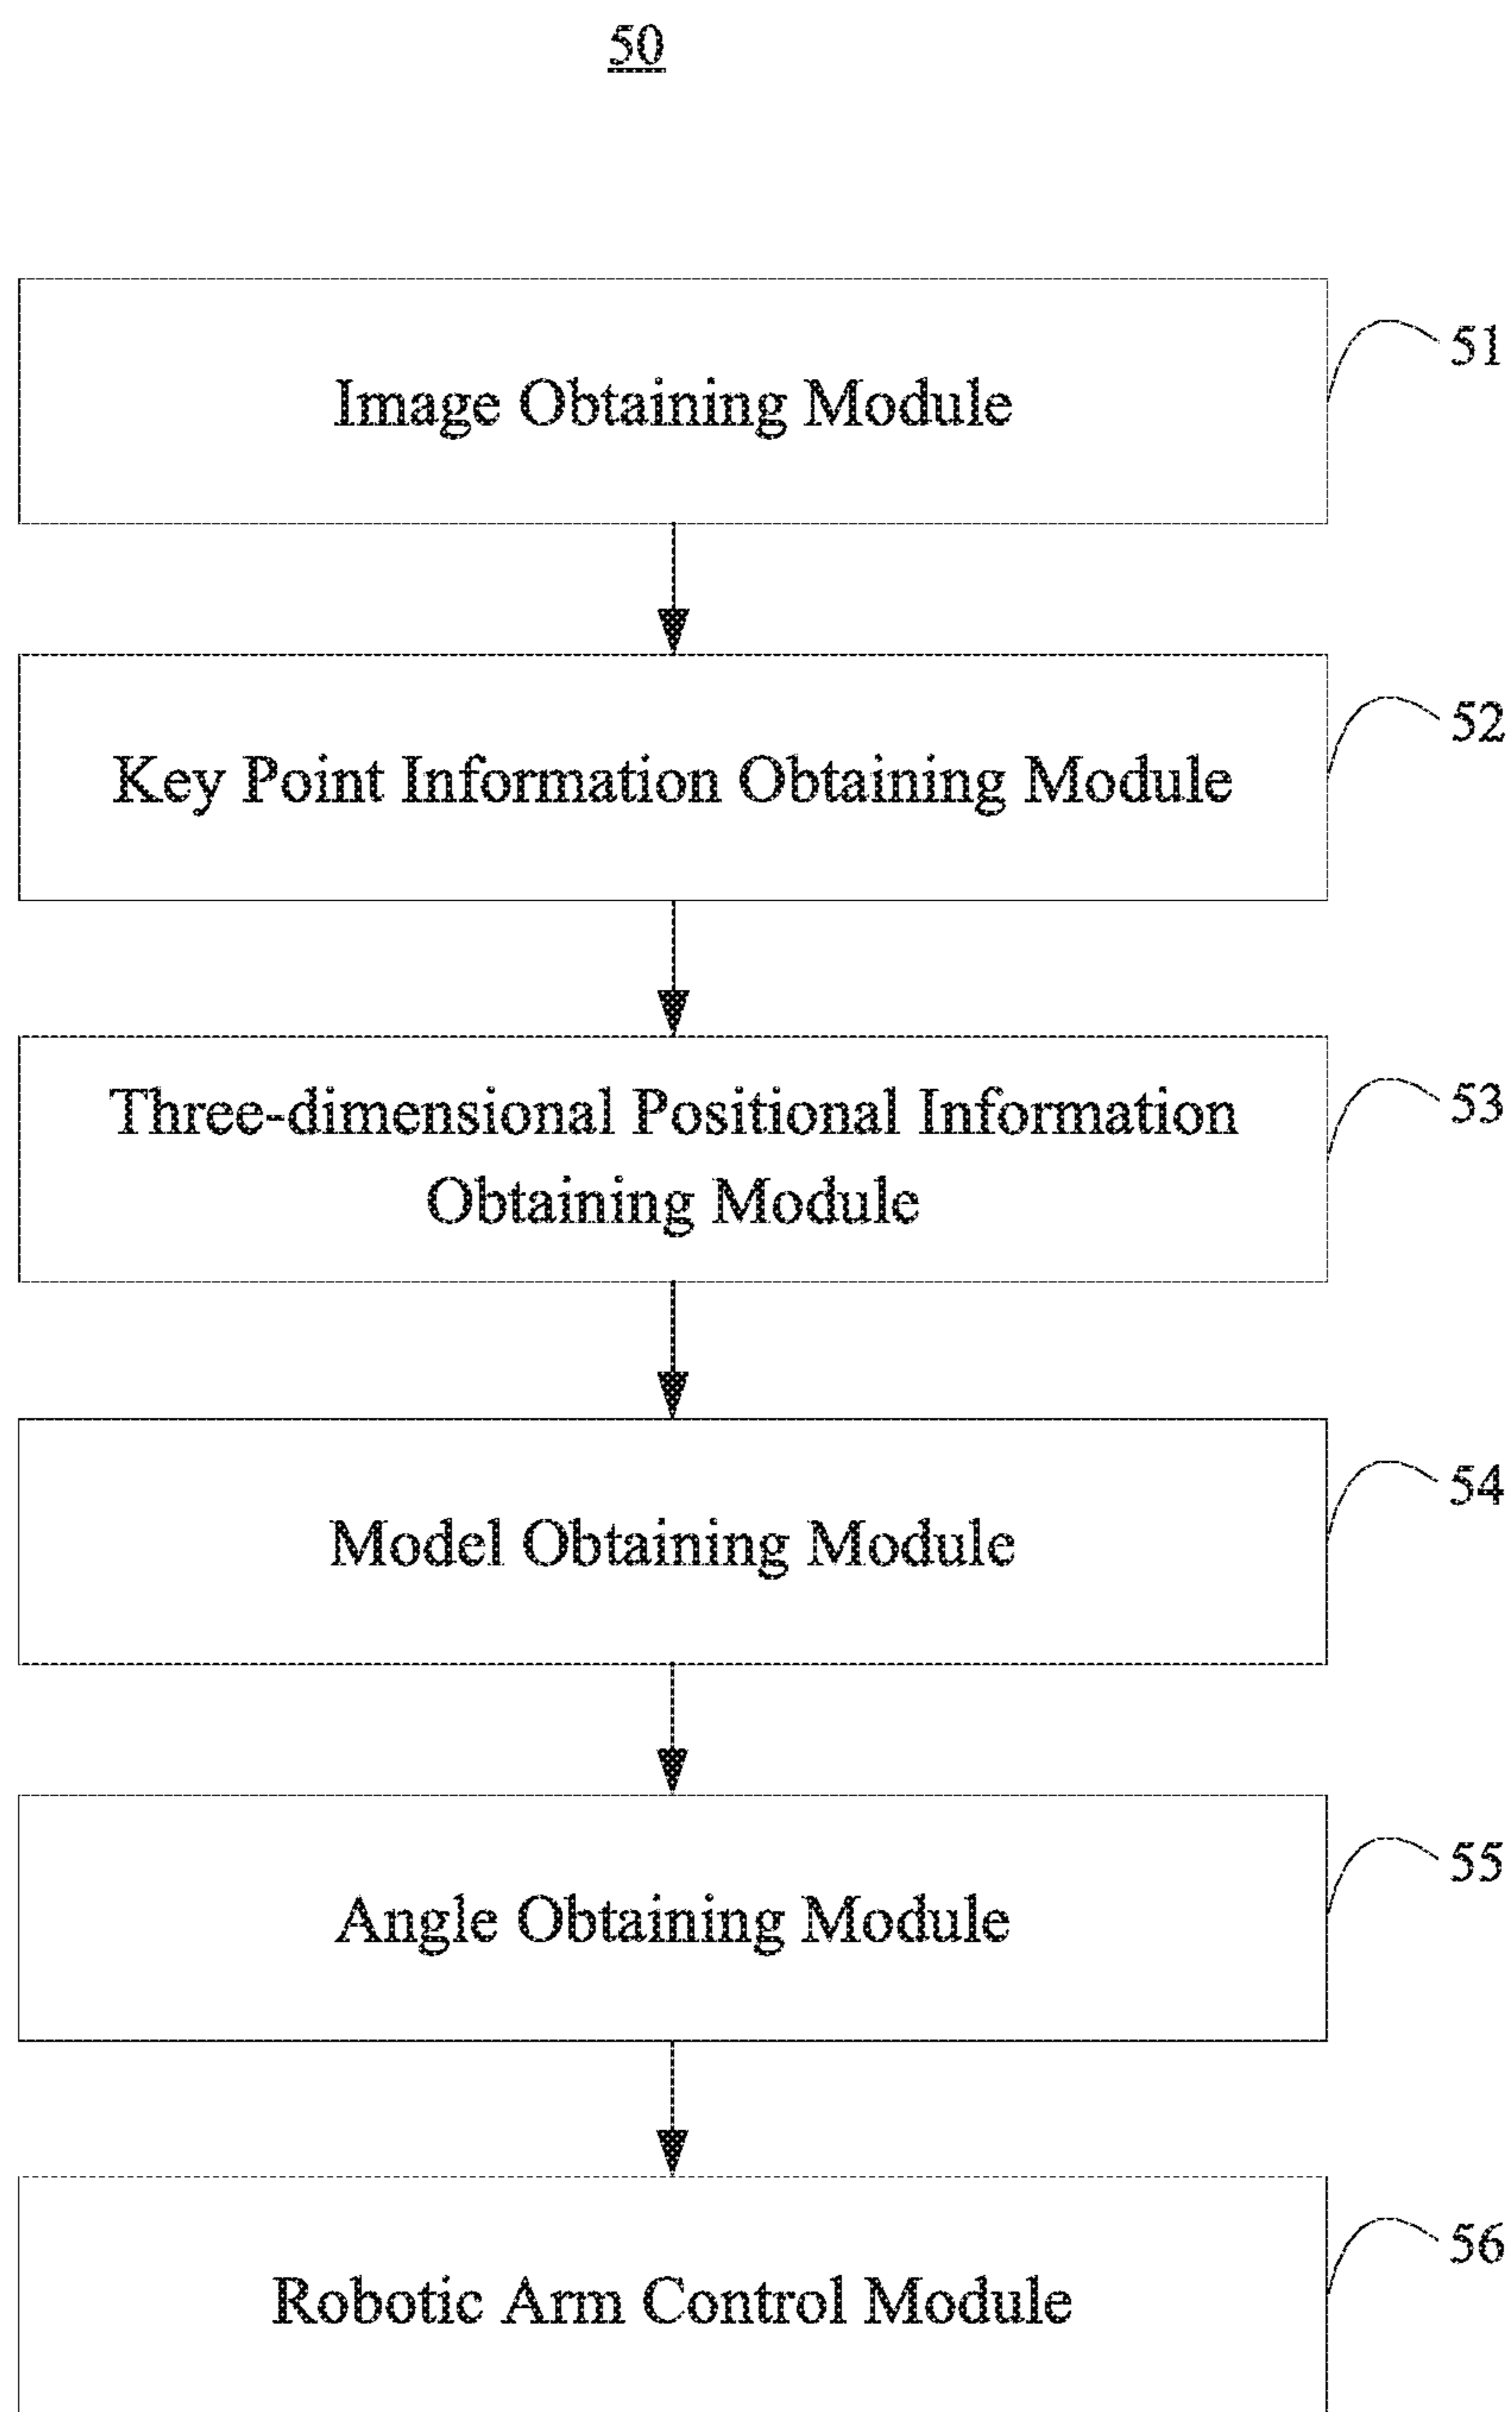 50
Image Obtaining Module
51
Key Point Information Obtaining Module
52
Three-dimensional Positional Information
Obtaining Module
53
Model Obtaining Module
54
Angle Obtaining Module
55
Robotic Arm Control Module
56